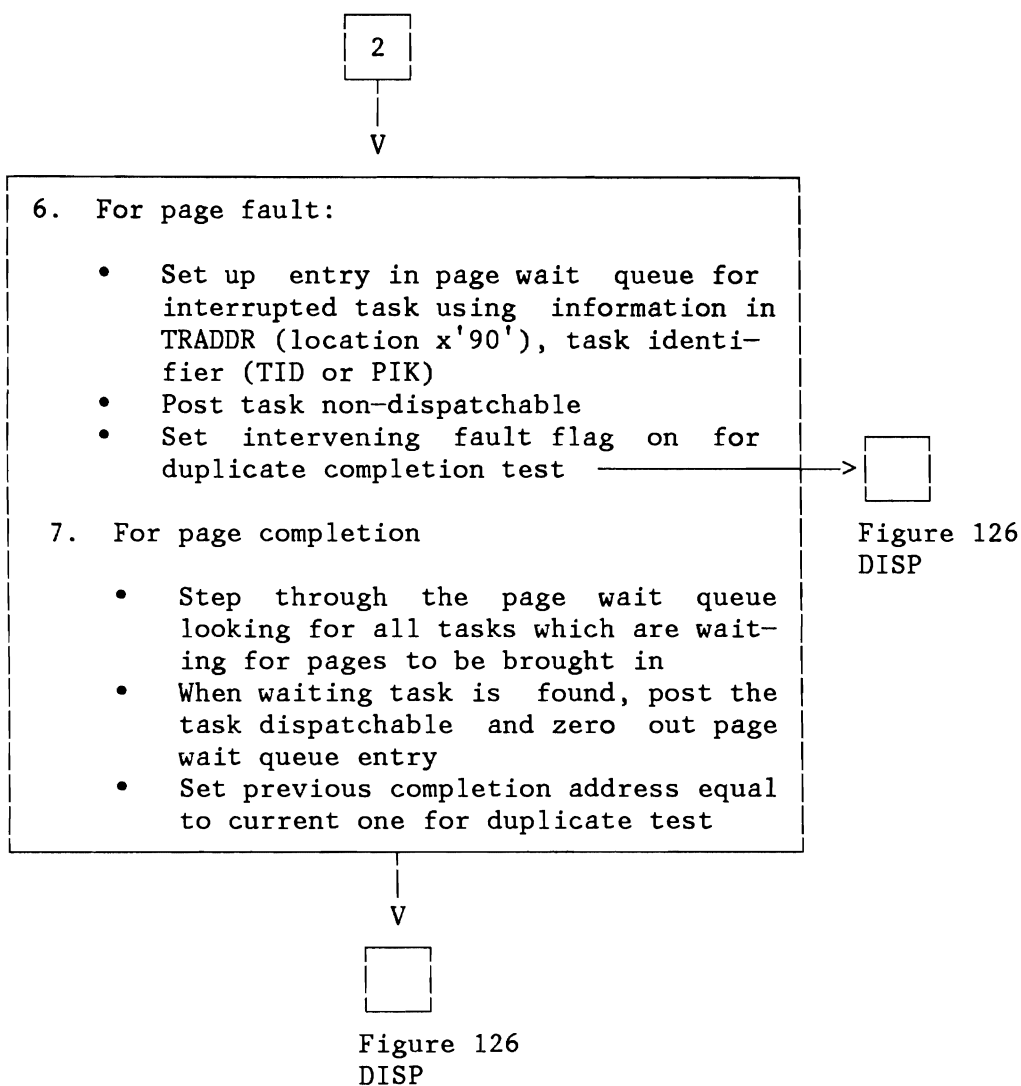 2
V
6. For page fault:
• Set up entry in page wait queue for
interrupted task using information in
TRADDR (location x'90'), task identi-
fier (TID or PIK)
• Post task non-dispatchable
• Set intervening fault flag on for
duplicate completion test ————>
Figure 126
DISP
7. For page completion
• Step through the page wait queue
looking for all tasks which are wait-
ing for pages to be brought in
• When waiting task is found, post the
task dispatchable and zero out page
wait queue entry
• Set previous completion address equal
to current one for duplicate test
V
Figure 126
DISP